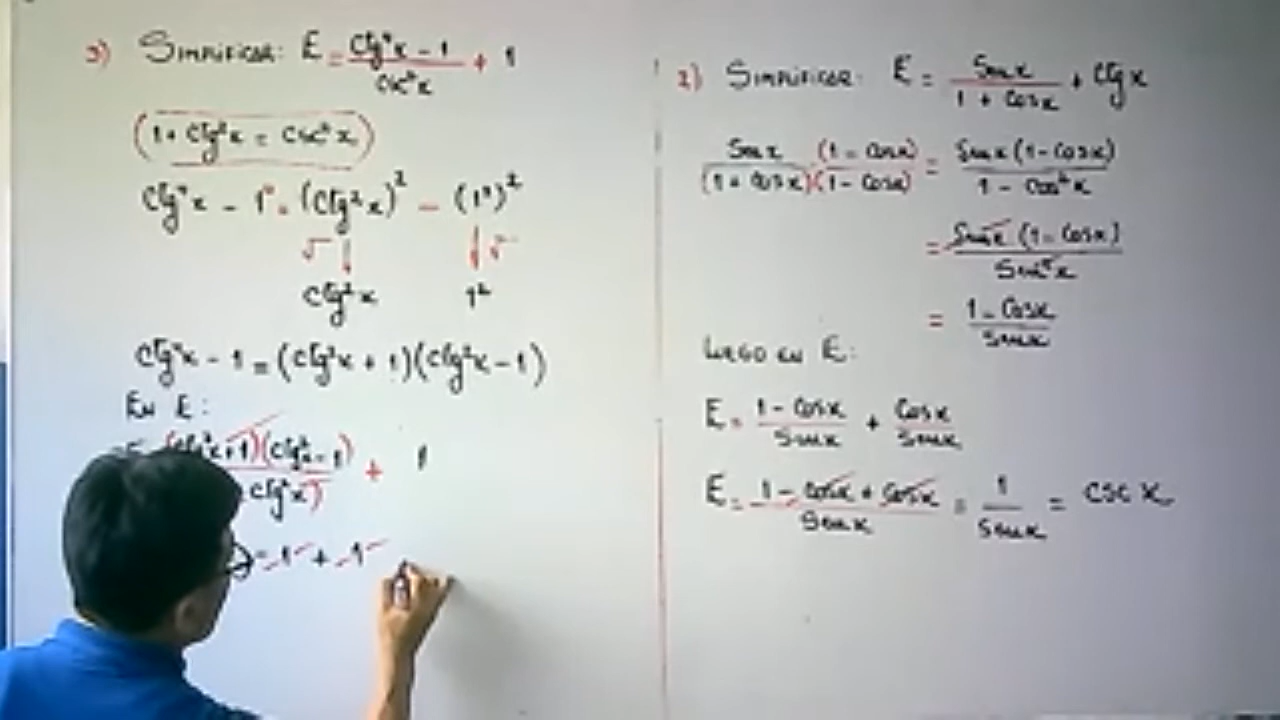 3) Simplificar: E = Ctg⁴x - 1 / Csc²x + 1
(1 + Ctg²x = Csc²x)
Ctg⁴x - 1 = (Ctg²x)² - (1²)²
√ ↓ ↓ √
Ctg²x 1²
Ctg⁴x - 1 = (Ctg²x + 1)(Ctg²x - 1)
En E:
(Ctg²x + 1)(Ctg²x - 1) / Ctg²x) + 1
= - 1 + 1
2) Simplificar: E = Senx / 1 + Cosx + Ctgx
Senx / (1 + Cosx) · (1 - Cosx) / (1 - Cosx) = Senx (1 - Cosx) / 1 - Cos²x
= Senx (1 - Cosx) / Sen²x
= 1 - Cosx / Senx
Luego en E:
E = 1 - Cosx / Senx + Cosx / Senx
E = 1 - Cosx + Cosx / Senx = 1 / Senx = Csc x